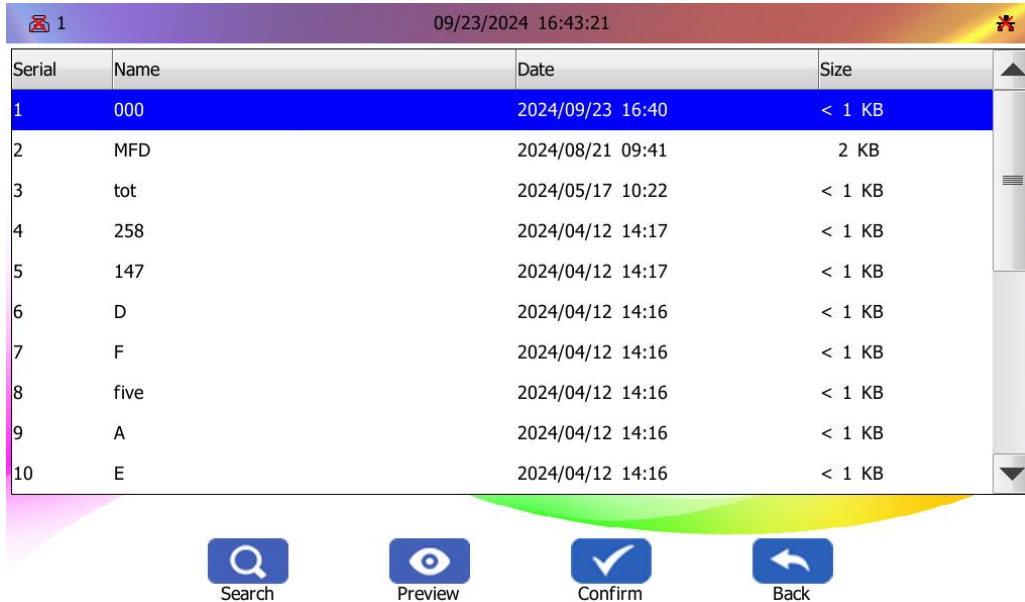 1 09/23/2024 16:43:21
Serial Name Date Size
1 000 2024/09/23 16:40 < 1 KB
2 MFD 2024/08/21 09:41 2 KB
3 tot 2024/05/17 10:22 < 1 KB
4 258 2024/04/12 14:17 < 1 KB
5 147 2024/04/12 14:17 < 1 KB
6 D 2024/04/12 14:16 < 1 KB
7 F 2024/04/12 14:16 < 1 KB
8 five 2024/04/12 14:16 < 1 KB
9 A 2024/04/12 14:16 < 1 KB
10 E 2024/04/12 14:16 < 1 KB
Search Preview Confirm Back